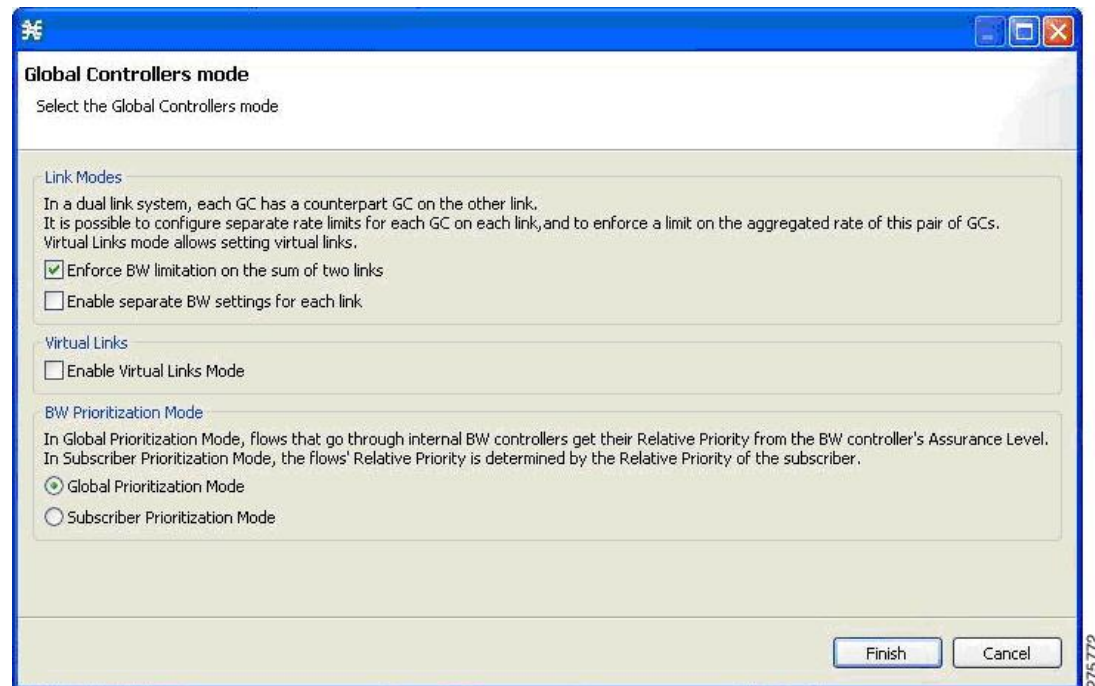 Global Controllers mode
Select the Global Controllers mode
Link Modes
In a dual link system, each GC has a counterpart GC on the other link.
It is possible to configure separate rate limits for each GC on each link,and to enforce a limit on the aggregated rate of this pair of GCs.
Virtual Links mode allows setting virtual links.
Enforce BW limitation on the sum of two links
Enable separate BW settings for each link
Virtual Links
Enable Virtual Links Mode
BW Prioritization Mode
In Global Prioritization Mode, flows that go through internal BW controllers get their Relative Priority from the BW controller's Assurance Level.
In Subscriber Prioritization Mode, the flows' Relative Priority is determined by the Relative Priority of the subscriber.
Global Prioritization Mode
Subscriber Prioritization Mode
Finish
Cancel
275772